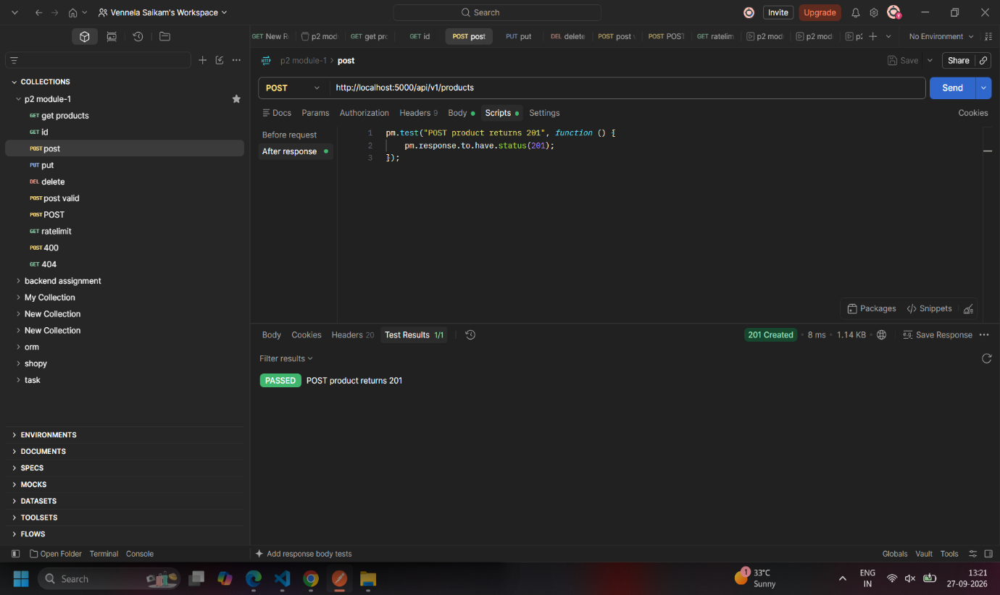 Vennela Saikam's Workspace
Search
Invite
Upgrade
GET New R
p2 mod
GET get pro
GET id
POST post
PUT put
DEL delete
POST post v
POST POST
GET ratelim
p2 mod
p2 mod
p2
No Environment
COLLECTIONS
p2 module-1
GET get products
GET id
POST post
PUT put
DEL delete
POST post valid
POST POST
GET ratelimit
POST 400
GET 404
backend assignment
My Collection
New Collection
New Collection
orm
shopy
task
ENVIRONMENTS
DOCUMENTS
SPECS
MOCKS
DATASETS
TOOLSETS
FLOWS
HTTP p2 module-1 > post
Save
Share
POST http://localhost:5000/api/v1/products
Send
Docs Params Authorization Headers 9 Body Scripts Settings
Cookies
Before request
After response
1 pm.test("POST product returns 201", function () {
2 pm.response.to.have.status(201);
3 });
Packages </> Snippets
Body Cookies Headers 20 Test Results 1/1
201 Created • 8 ms • 1.14 KB
e.g. Save Response
Filter results
PASSED POST product returns 201
Open Folder Terminal Console
Add response body tests
Globals Vault Tools
Search
1
33°C
Sunny
ENG
IN
13:21
27-09-2026